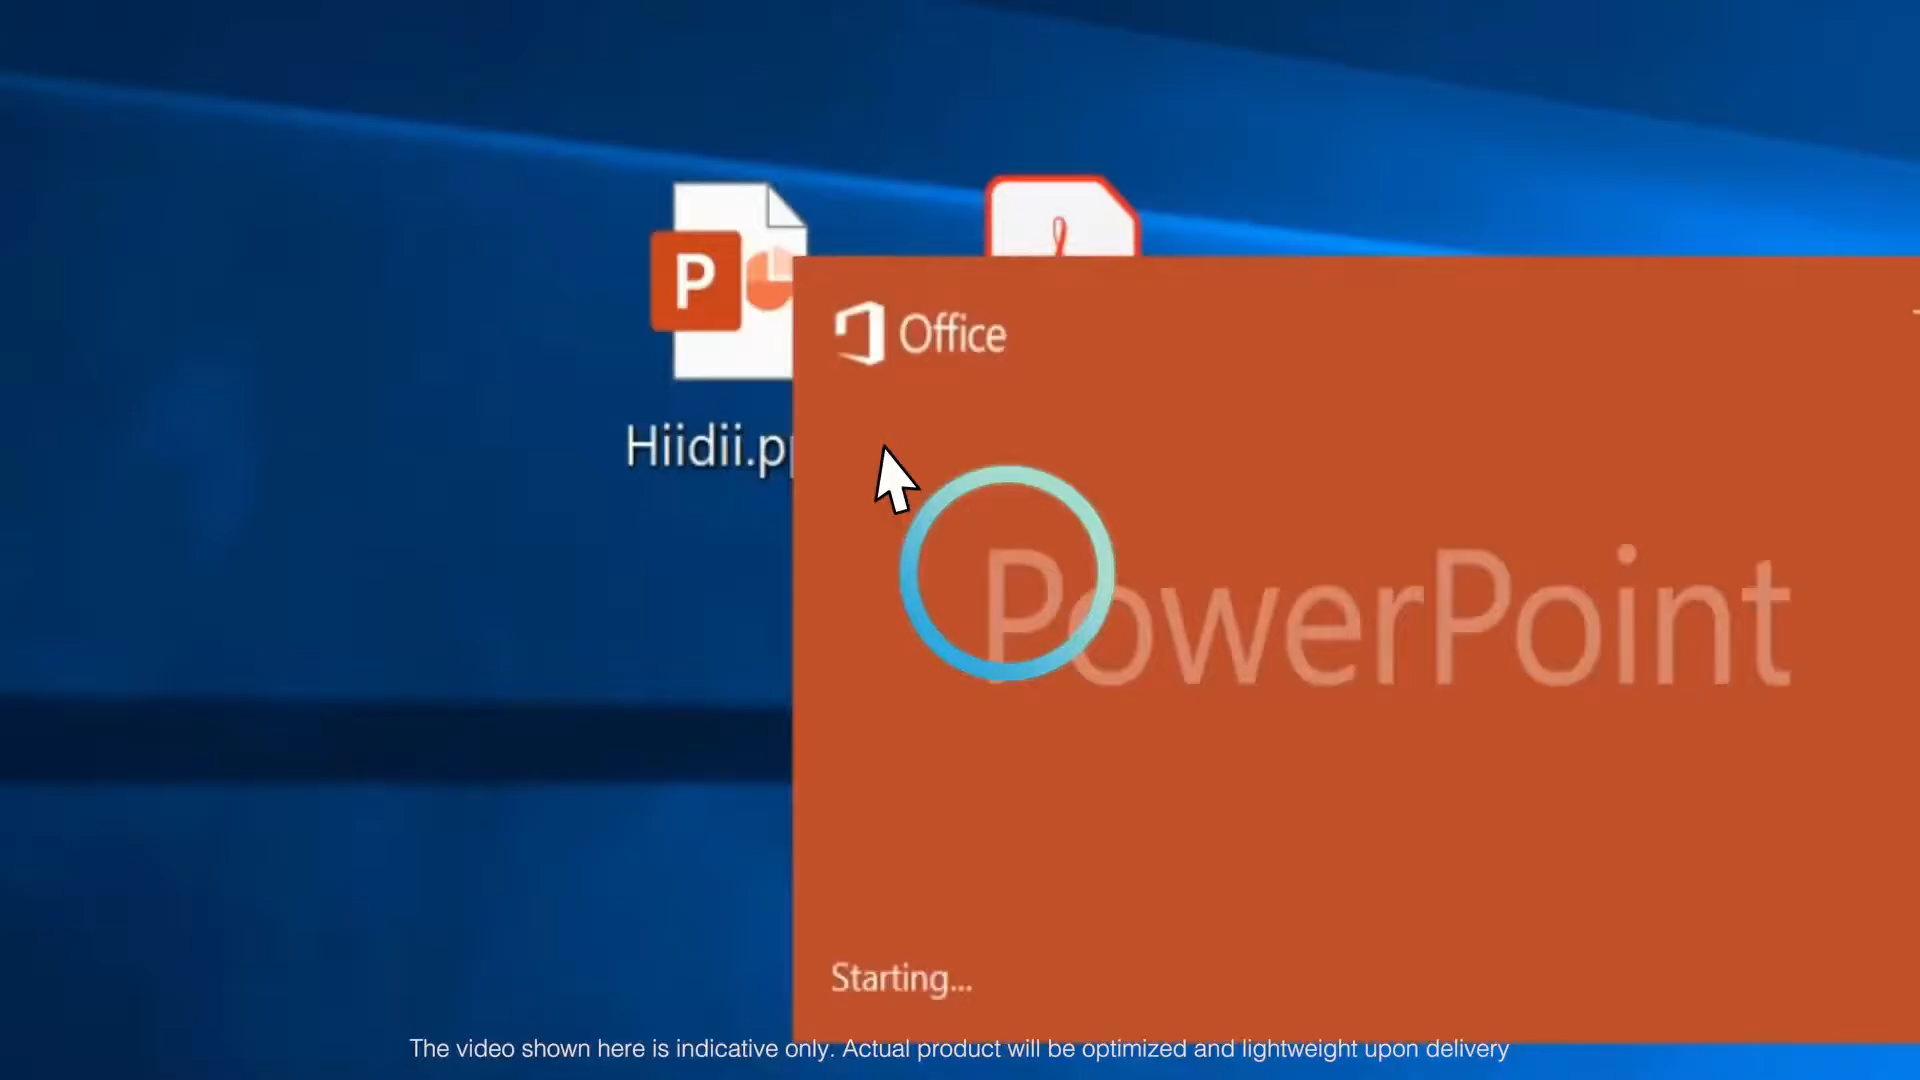 P
Office
Hiidii.p
PowerPoint
Starting...
The video shown here is indicative only. Actual product will be optimized and lightweight upon delivery